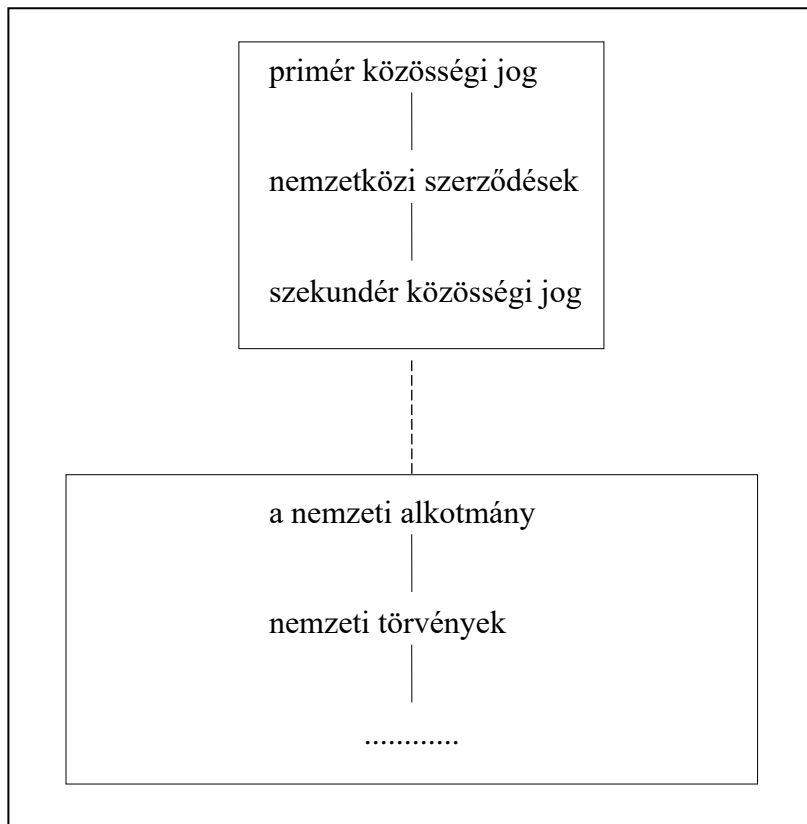 primér közösségi jog
nemzetközi szerződések
szekundér közösségi jog
a nemzeti alkotmány
nemzeti törvények
............